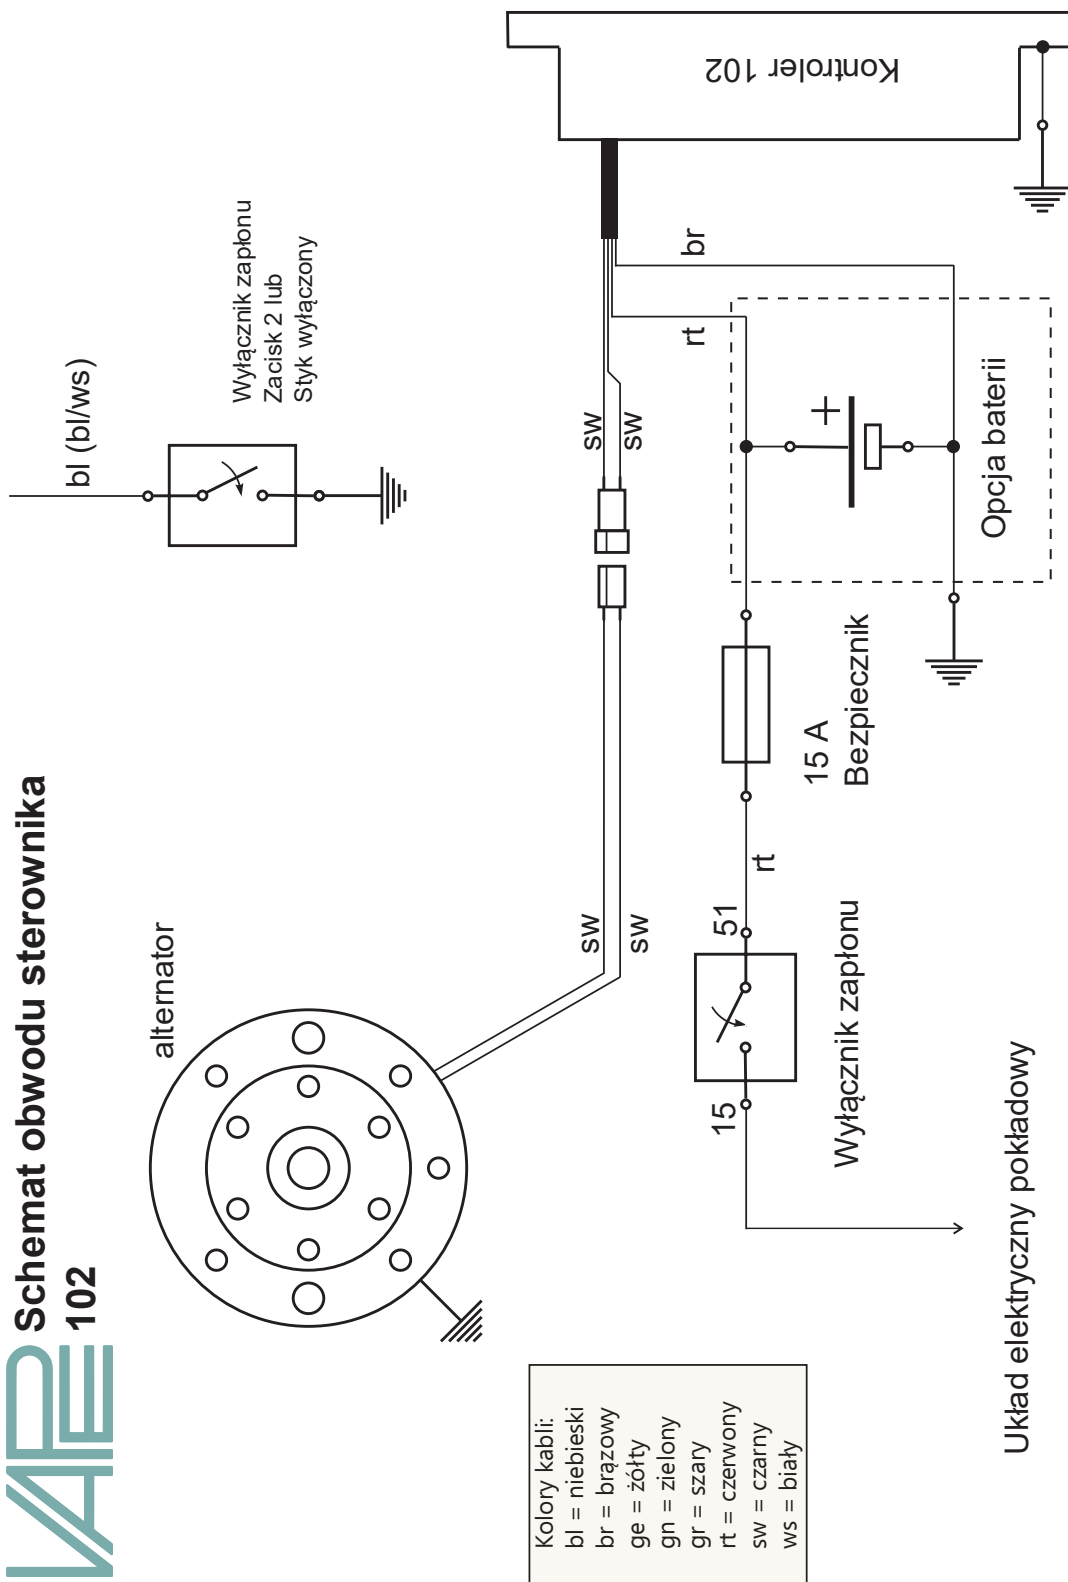 VAPE
Schemat obwodu sterownika
102
alternator
bl (bl/ws)
Wyłącznik zapłonu
Zacisk 2 lub
Styk wyłączony
Kontroler 102
sw
sw
sw
sw
br
rt
Opcja baterii
+
15 A
Bezpiecznik
rt
51
15
Wyłącznik zapłonu
Układ elektryczny pokładowy
Kolory kabli:
bl = niebieski
br = brązowy
ge = żółty
gn = zielony
gr = szary
rt = czerwony
sw = czarny
ws = biały